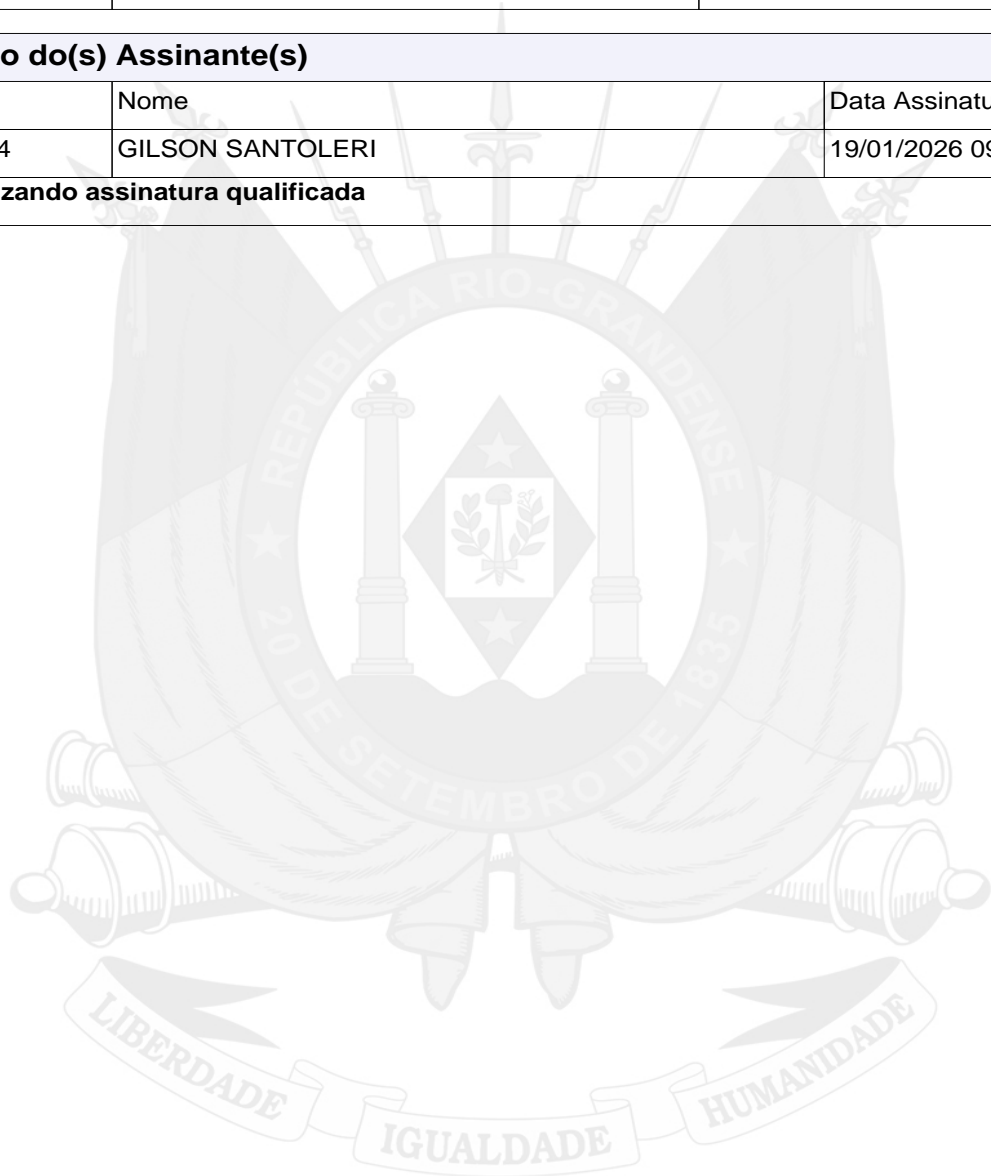 o do(s) Assinante(s)
Nome
Data Assinatu
4
GILSON SANTOLERI
19/01/2026 09
zando assinatura qualificada
REPÚBLICA RIO-GRANDENSE
20 DE SETEMBRO DE 1835
LIBERDADE
IGUALDADE
HUMANIDADE